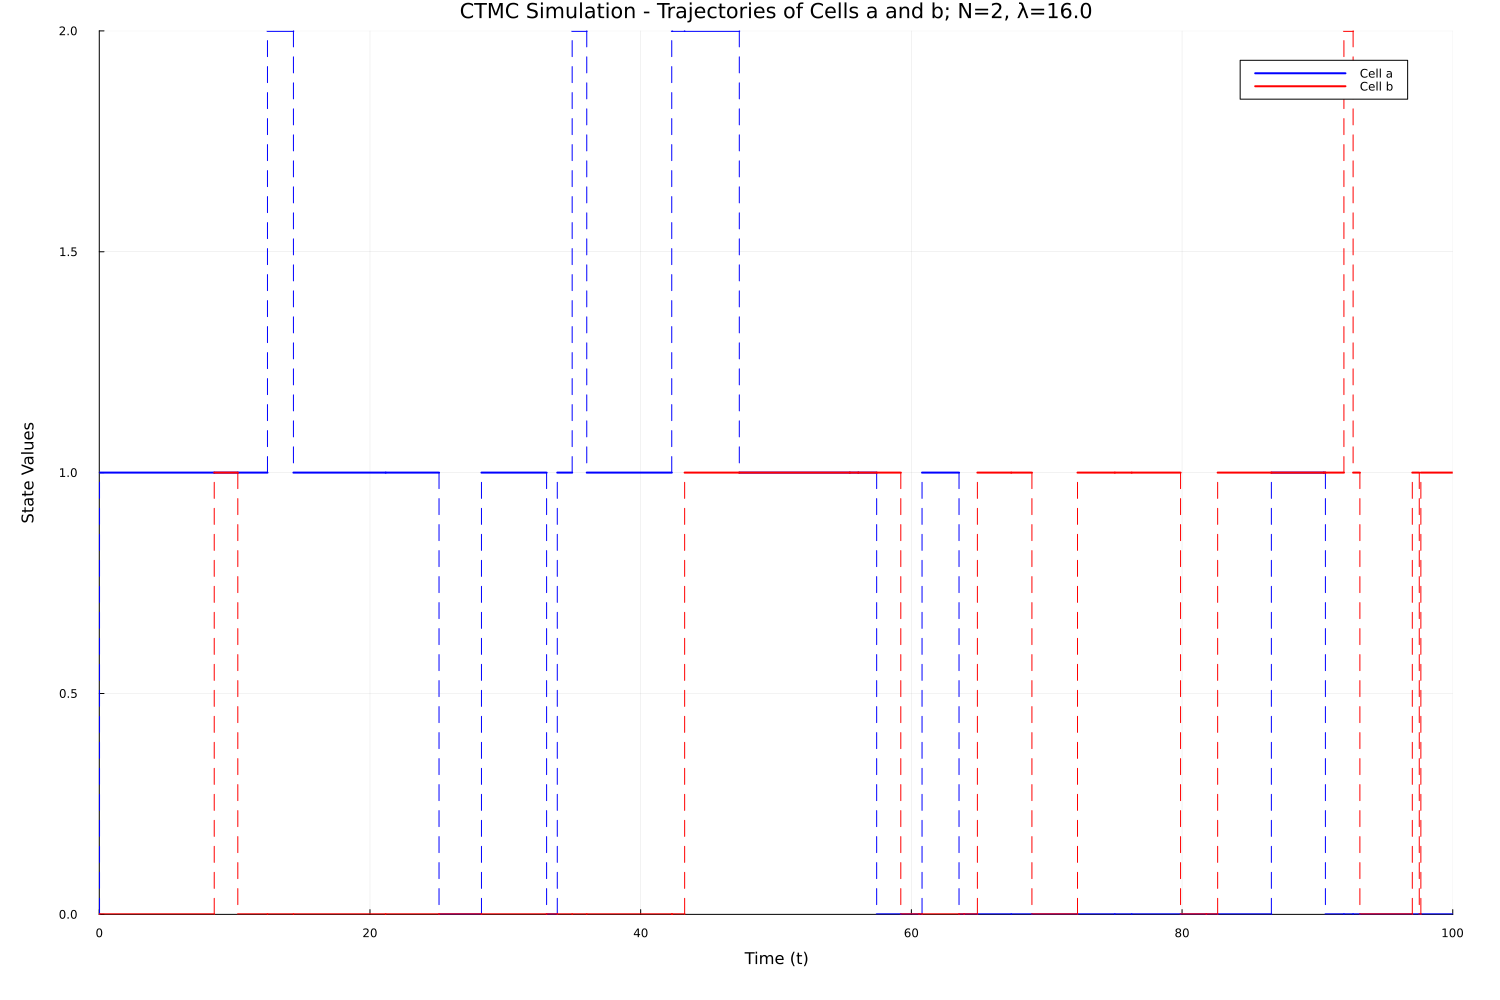 CTMC Simulation - Trajectories of Cells a and b; N=2, λ=16.0
2.0
Cell a
Cell b
1.5
1.0
State Values
0.5
0.0
0 20 40 60 80 100
Time (t)